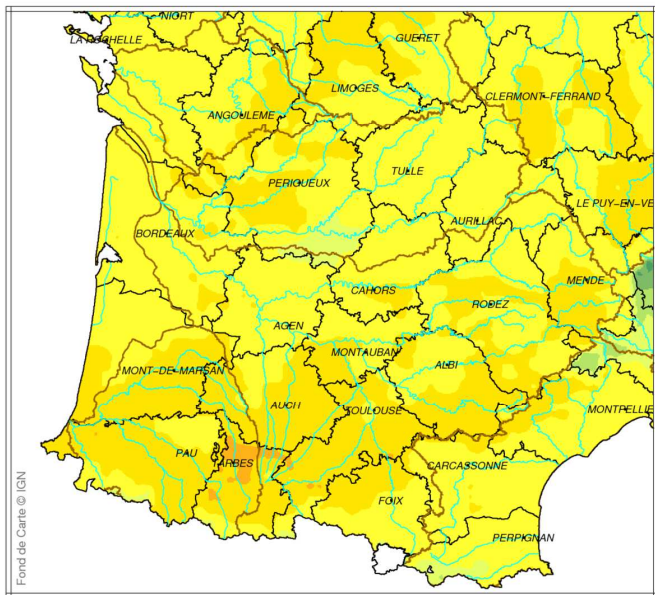 NIORT
LA ROCHELLE
GUERET
LIMOGES
CLERMONT-FERRAND
ANGOULEME
TULLE
PERIGUEUX
LE PUY-EN-VE
AURILLAC
BORDEAUX
MENDE
CAHORS
RODEZ
AGEN
MONTAUBAN
ALBI
MONT-DE-MARSAN
AUCH
TOULOUSE
MONTPELLIE
PAU
TARBES
CARCASSONNE
FOIX
PERPIGNAN
Fond de Carte © IGN